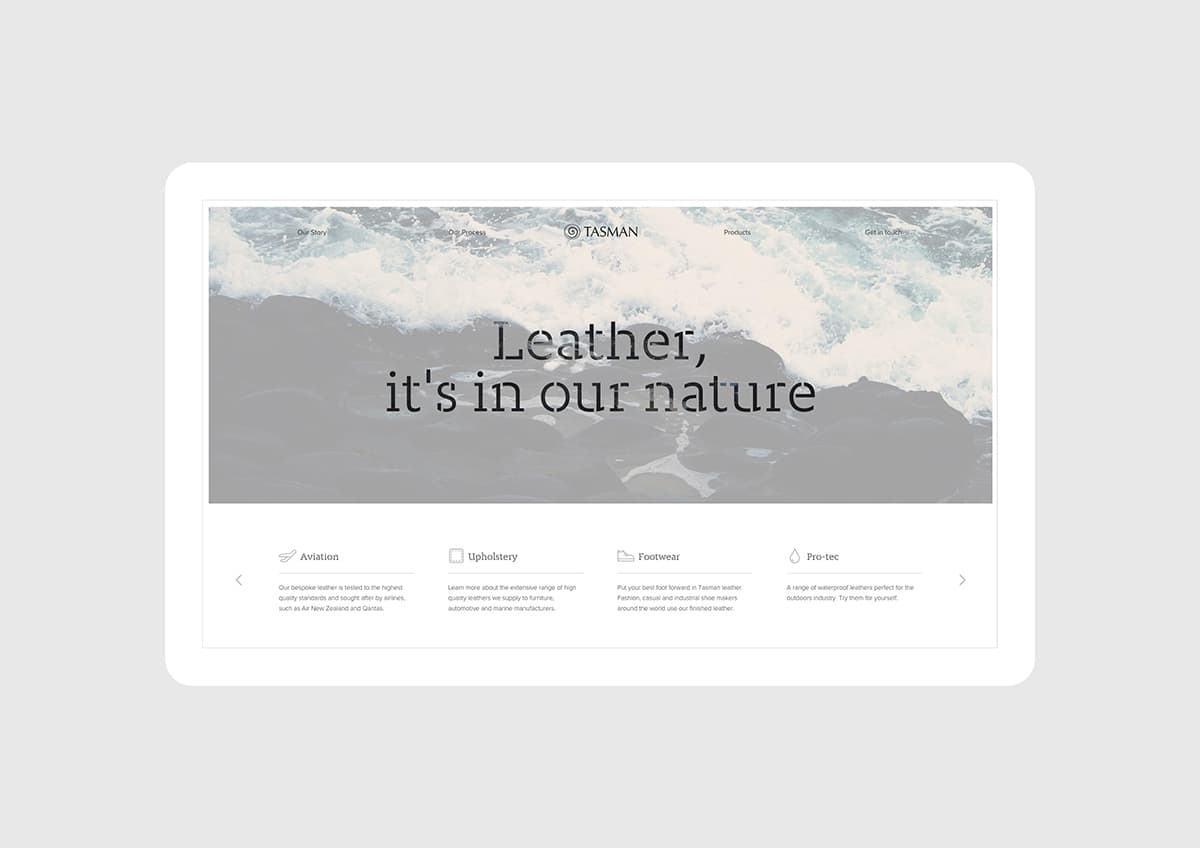 Our Story Our Process TASMAN Products Get in touch
Leather,
it's in our nature
Aviation
Our bespoke leather is tested to the highest
quality standards and sought after by airlines,
such as Air New Zealand and Qantas.
Upholstery
Learn more about the extensive range of high
quality leathers we supply to furniture,
automotive and marine manufacturers.
Footwear
Put your best foot forward in Tasman leather.
Fashion, casual and industrial shoe makers
around the world use our finished leather.
Pro-tec
A range of waterproof leathers perfect for the
outdoors industry. Try them for yourself.